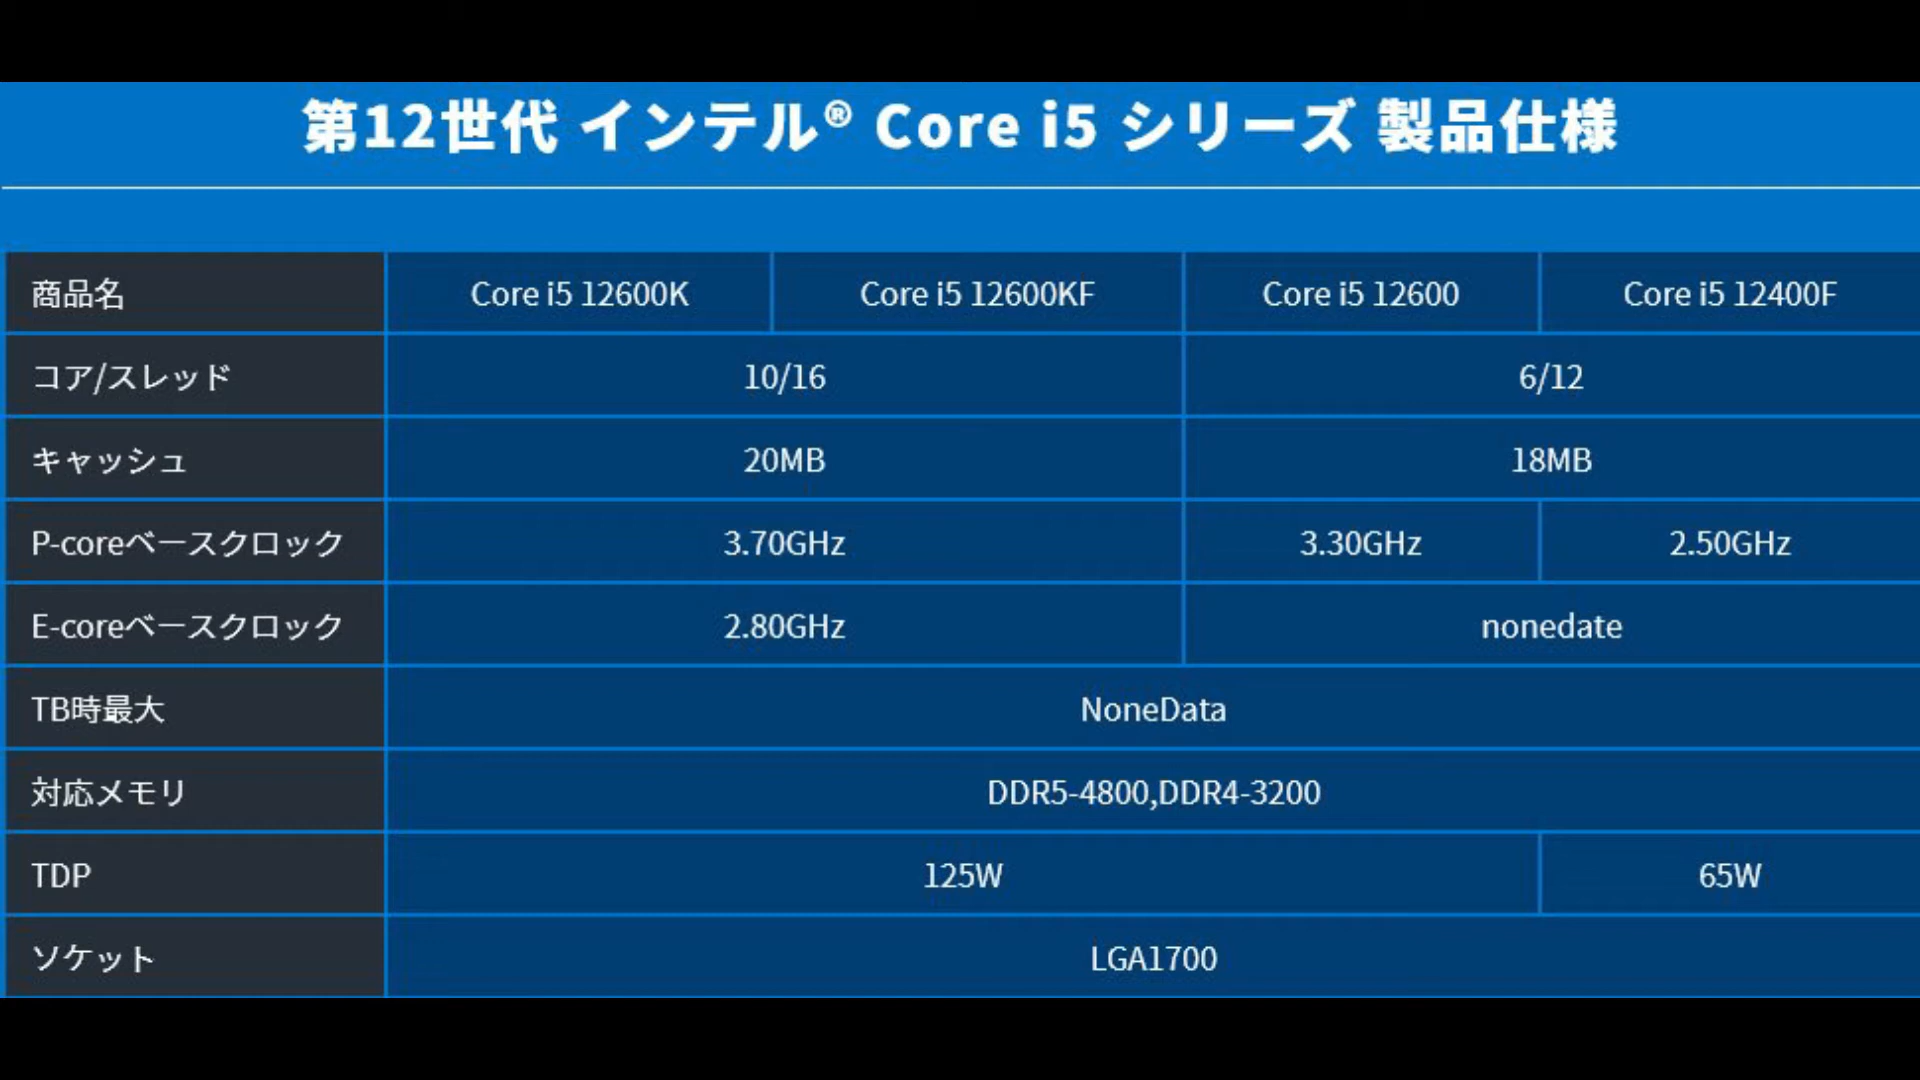 第12世代 インテル® Core i5 シリーズ 製品仕様
商品名 Core i5 12600K Core i5 12600KF Core i5 12600 Core i5 12400F
コア/スレッド 10/16 6/12
キャッシュ 20MB 18MB
P-coreベースクロック 3.70GHz 3.30GHz 2.50GHz
E-coreベースクロック 2.80GHz nonedate
TB時最大 NoneData
対応メモリ DDR5-4800,DDR4-3200
TDP 125W 65W
ソケット LGA1700